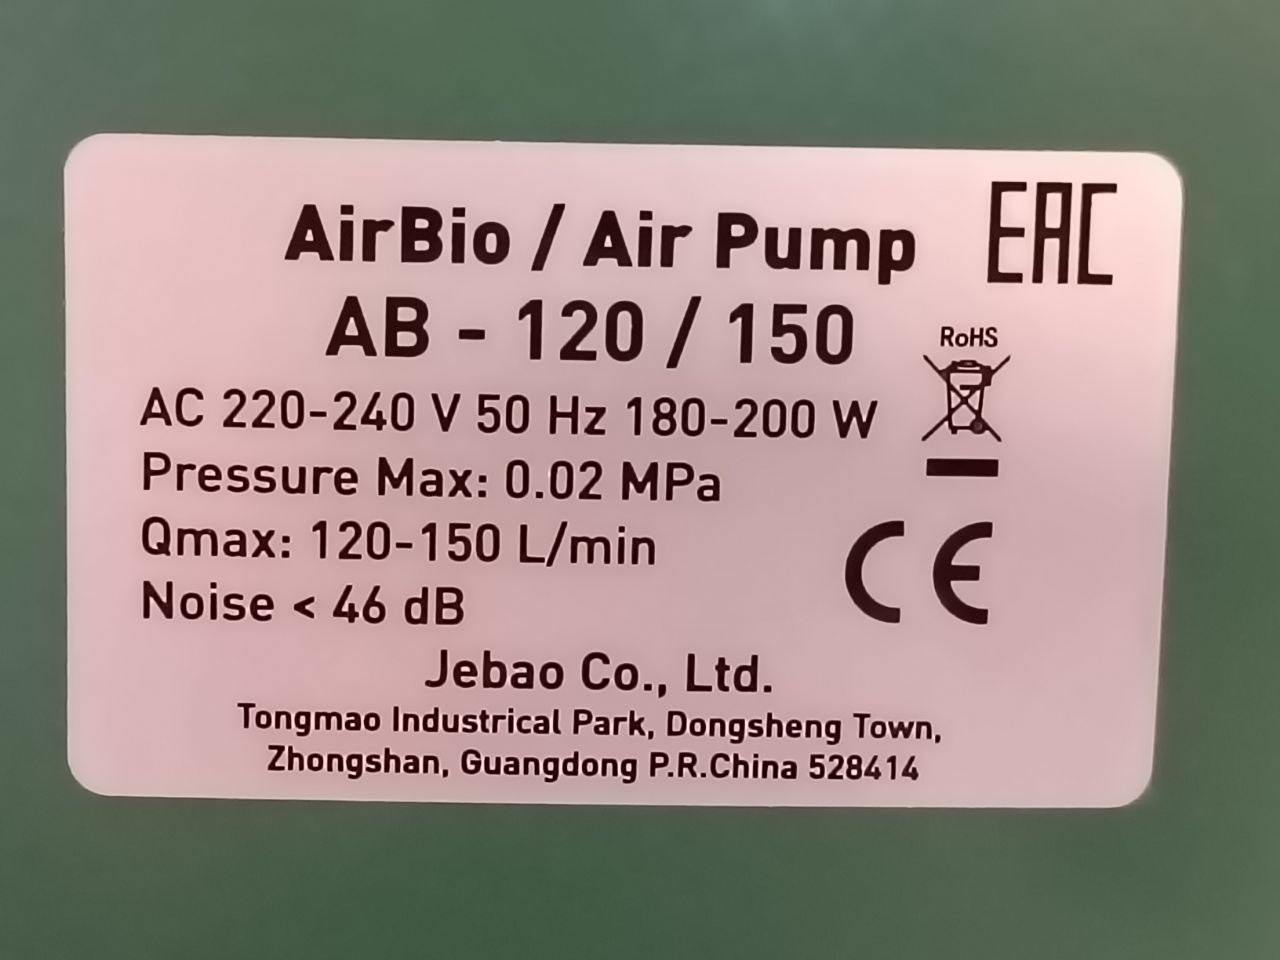 AirBio / Air Pump
EAC
AB - 120 / 150
RoHS
AC 220-240 V 50 Hz 180-200 W
Pressure Max: 0.02 MPa
Qmax: 120-150 L/min
CE
Noise < 46 dB
Jebao Co., Ltd.
Tongmao Industrical Park, Dongsheng Town,
Zhongshan, Guangdong P.R.China 528414